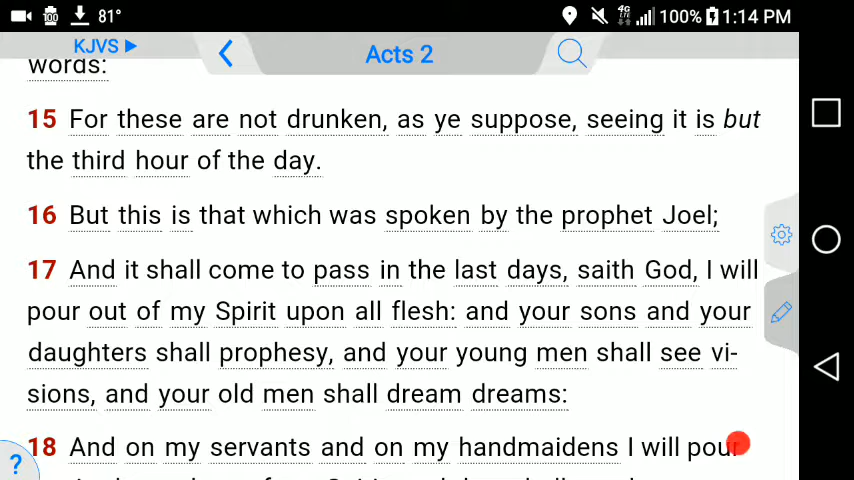 100 81° 4G LTE 100% 1:14 PM
KJVS Acts 2
words:
15 For these are not drunken, as ye suppose, seeing it is but
the third hour of the day.
16 But this is that which was spoken by the prophet Joel;
17 And it shall come to pass in the last days, saith God, I will
pour out of my Spirit upon all flesh: and your sons and your
daughters shall prophesy, and your young men shall see vi-
sions, and your old men shall dream dreams:
18 And on my servants and on my handmaidens I will pour
?